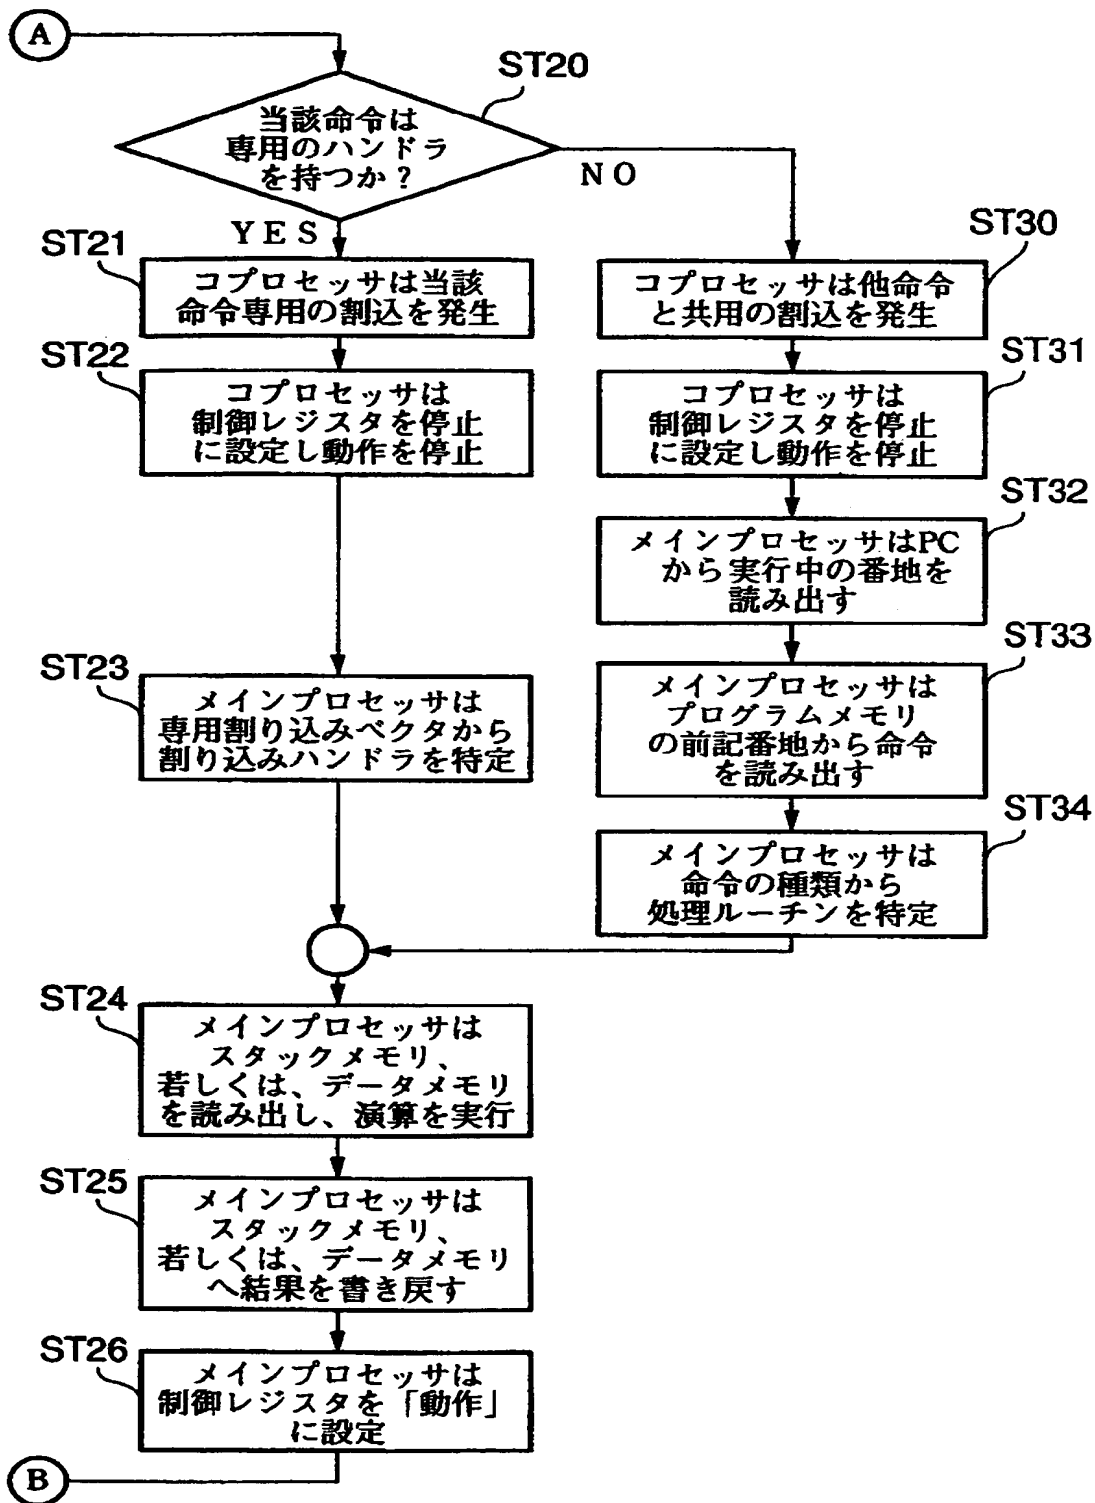 A
ST20
当該命令は
専用のハンドラ
を持つか?
NO
YES
ST21
コプロセッサは当該
命令専用の割込を発生
ST22
コプロセッサは
制御レジスタを停止
に設定し動作を停止
ST23
メインプロセッサは
専用割り込みベクタから
割り込みハンドラを特定
ST30
コプロセッサは他命令
と共用の割込を発生
ST31
コプロセッサは
制御レジスタを停止
に設定し動作を停止
ST32
メインプロセッサはPC
から実行中の番地を
読み出す
ST33
メインプロセッサは
プログラムメモリ
の前記番地から命令
を読み出す
ST34
メインプロセッサは
命令の種類から
処理ルーチンを特定
ST24
メインプロセッサは
スタックメモリ、
若しくは、データメモリ
を読み出し、演算を実行
ST25
メインプロセッサは
スタックメモリ、
若しくは、データメモリ
へ結果を書き戻す
ST26
メインプロセッサは
制御レジスタを「動作」
に設定
B